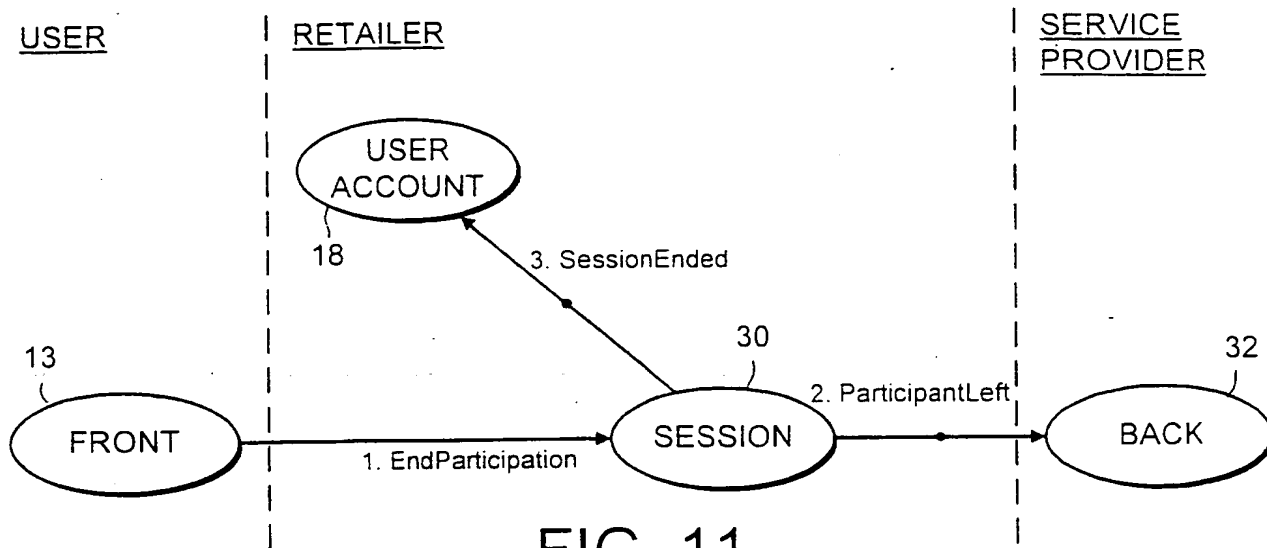 USER
RETAILER
SERVICE
PROVIDER
USER
ACCOUNT
18
3. SessionEnded
13
30
32
2. ParticipantLeft
FRONT
SESSION
BACK
1. EndParticipation
FIG. 11